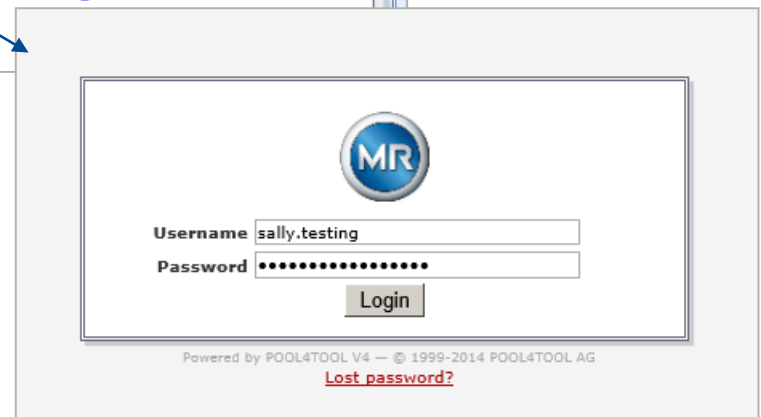 MR
Username sally.testing
Password •••••••••••••••••
Login
Powered by POOL4TOOL V4 — © 1999-2014 POOL4TOOL AG
Lost password?